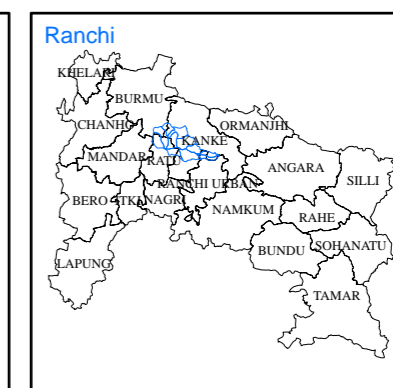 Ranchi
KHELARI
BURMU
CHANHO
ORMANJHI
KANKE
MANDAR
RATU
ANGARA
SILLI
RANCHI URBAN
BERO
ITKI
NAGRI
NAMKUM
RAHE
BUNDU
SOHANATU
LAPUNG
TAMAR